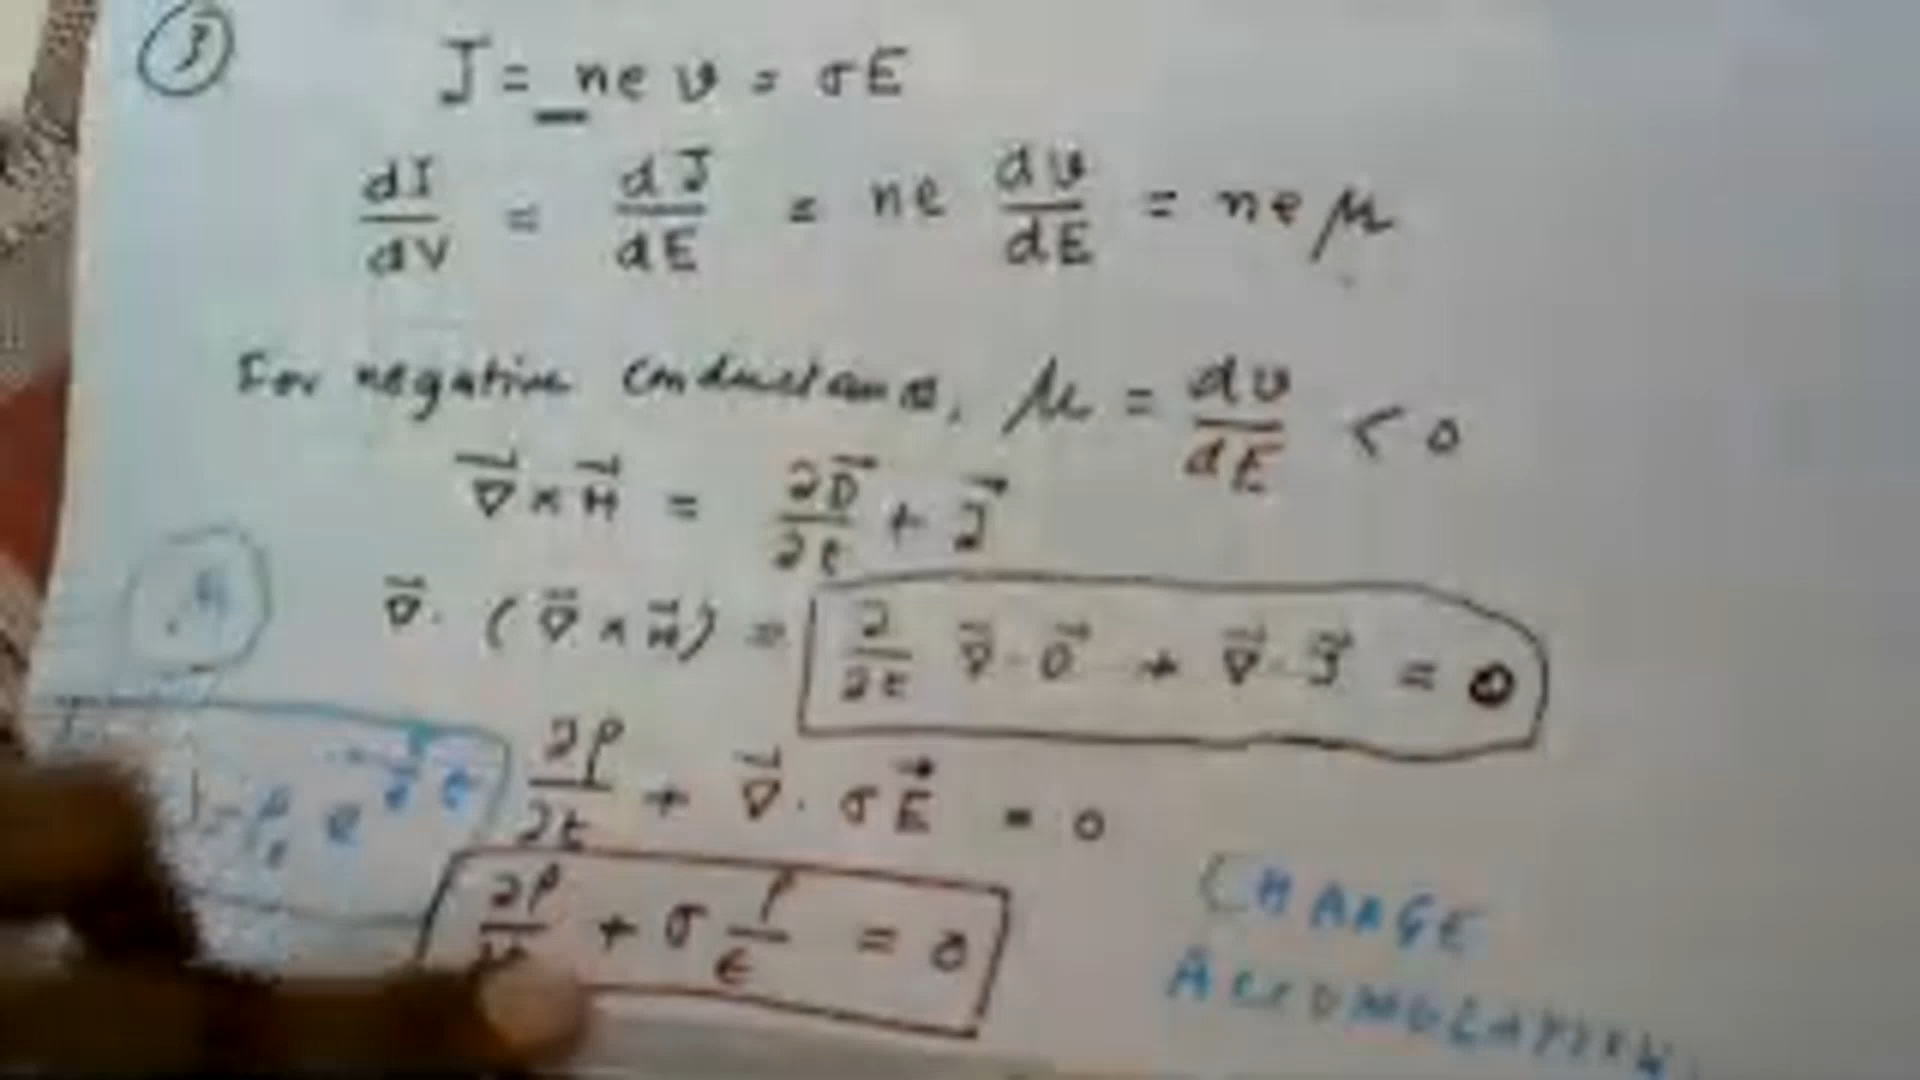 3
J = ne v = σE
dI/dV = dJ/dE = ne dv/dE = ne μ
For negative conductance, μ = dv/dE < 0
∇ × H = ∂D/∂t + J
∇ · (∇ × H) = ∂/∂t ∇ · D + ∇ · J = 0
∂ρ/∂t + ∇ · σE = 0
∂ρ/∂t + σ ρ/ϵ = 0
CHARGE
ACCUMULATION